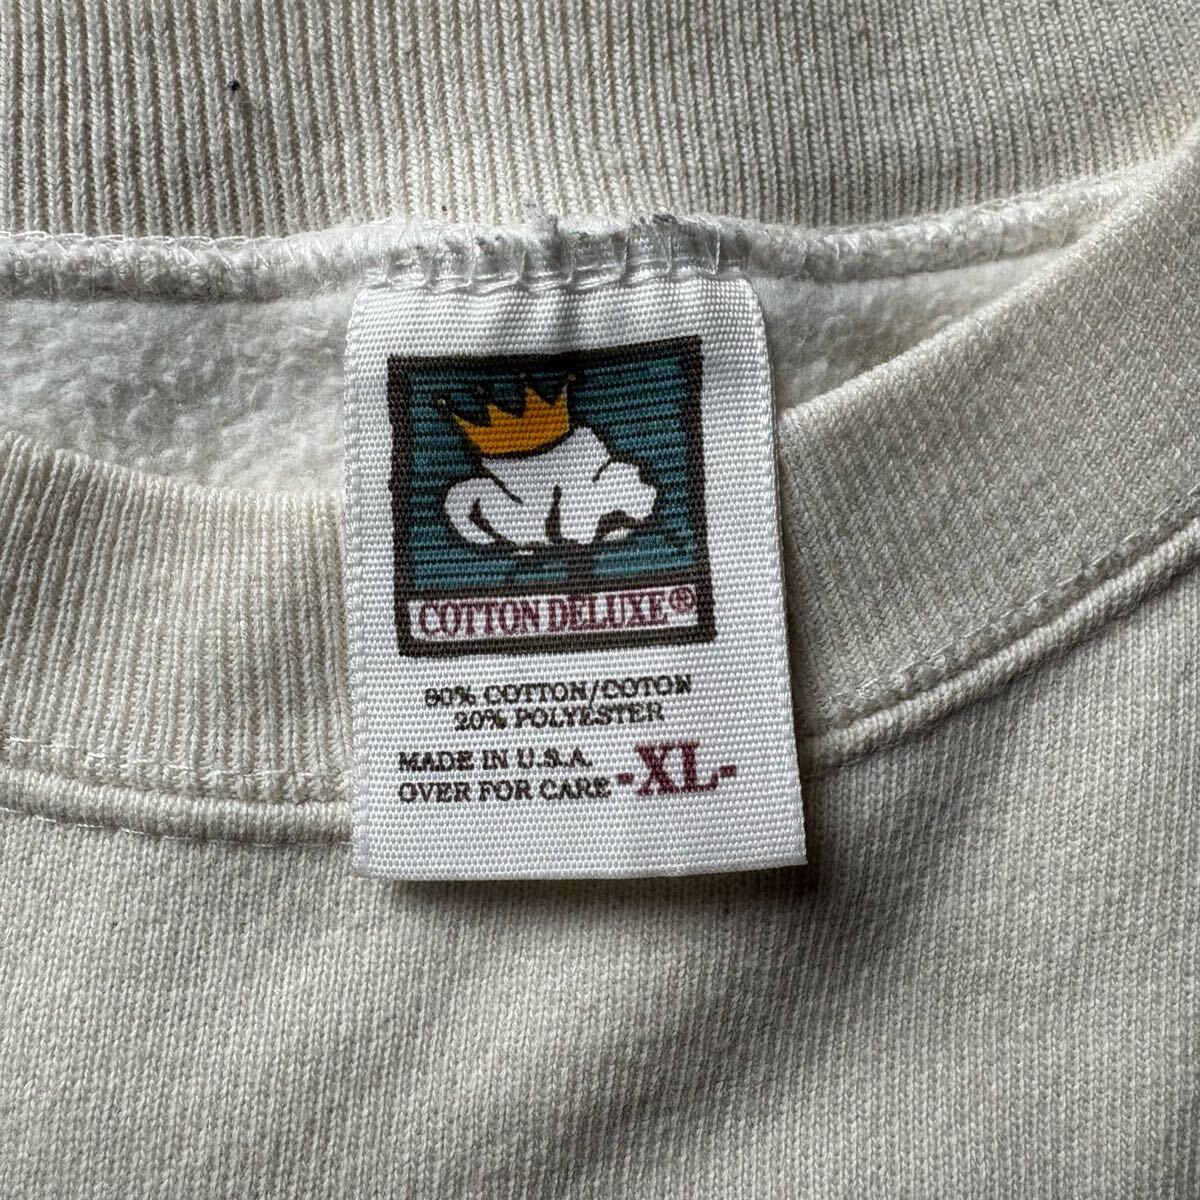 COTTON DELUXE®
80% COTTON/COTON
20% POLYESTER
MADE IN U.S.A.
OVER FOR CARE -XL-